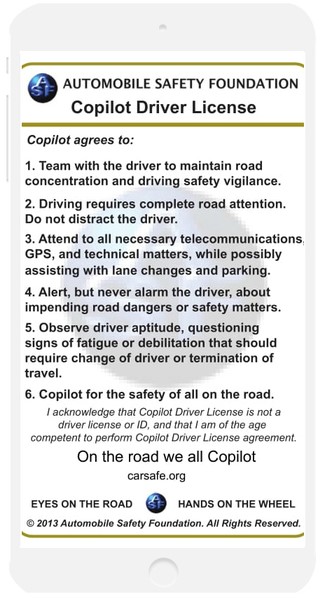 ASF AUTOMOBILE SAFETY FOUNDATION
Copilot Driver License
Copilot agrees to:
1. Team with the driver to maintain road
concentration and driving safety vigilance.
2. Driving requires complete road attention.
Do not distract the driver.
3. Attend to all necessary telecommunications,
GPS, and technical matters, while possibly
assisting with lane changes and parking.
4. Alert, but never alarm the driver, about
impending road dangers or safety matters.
5. Observe driver aptitude, questioning
signs of fatigue or debilitation that should
require change of driver or termination of
travel.
6. Copilot for the safety of all on the road.
I acknowledge that Copilot Driver License is not a
driver license or ID, and that I am of the age
competent to perform Copilot Driver License agreement.
On the road we all Copilot
carsafe.org
EYES ON THE ROAD ASF HANDS ON THE WHEEL
© 2013 Automobile Safety Foundation. All Rights Reserved.